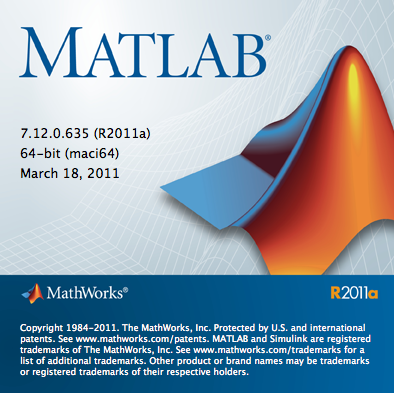 MATLAB®
7.12.0.635 (R2011a)
64-bit (maci64)
March 18, 2011
MathWorks®
R2011a
Copyright 1984-2011. The MathWorks, Inc. Protected by U.S. and international
patents. See www.mathworks.com/patents. MATLAB and Simulink are registered
trademarks of The MathWorks, Inc. See www.mathworks.com/trademarks for a
list of additional trademarks. Other product or brand names may be trademarks
or registered trademarks of their respective holders.